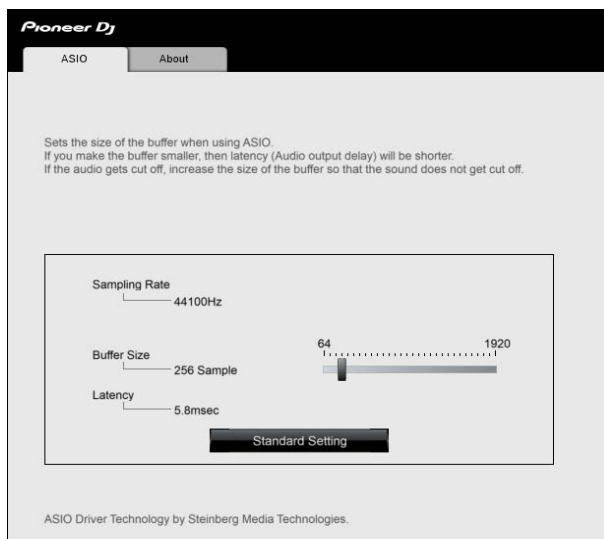 Pioneer Dj
ASIO
About
Sets the size of the buffer when using ASIO.
If you make the buffer smaller, then latency (Audio output delay) will be shorter.
If the audio gets cut off, increase the size of the buffer so that the sound does not get cut off.
Sampling Rate
44100Hz
64 1920
Buffer Size
256 Sample
Latency
5.8msec
Standard Setting
ASIO Driver Technology by Steinberg Media Technologies.